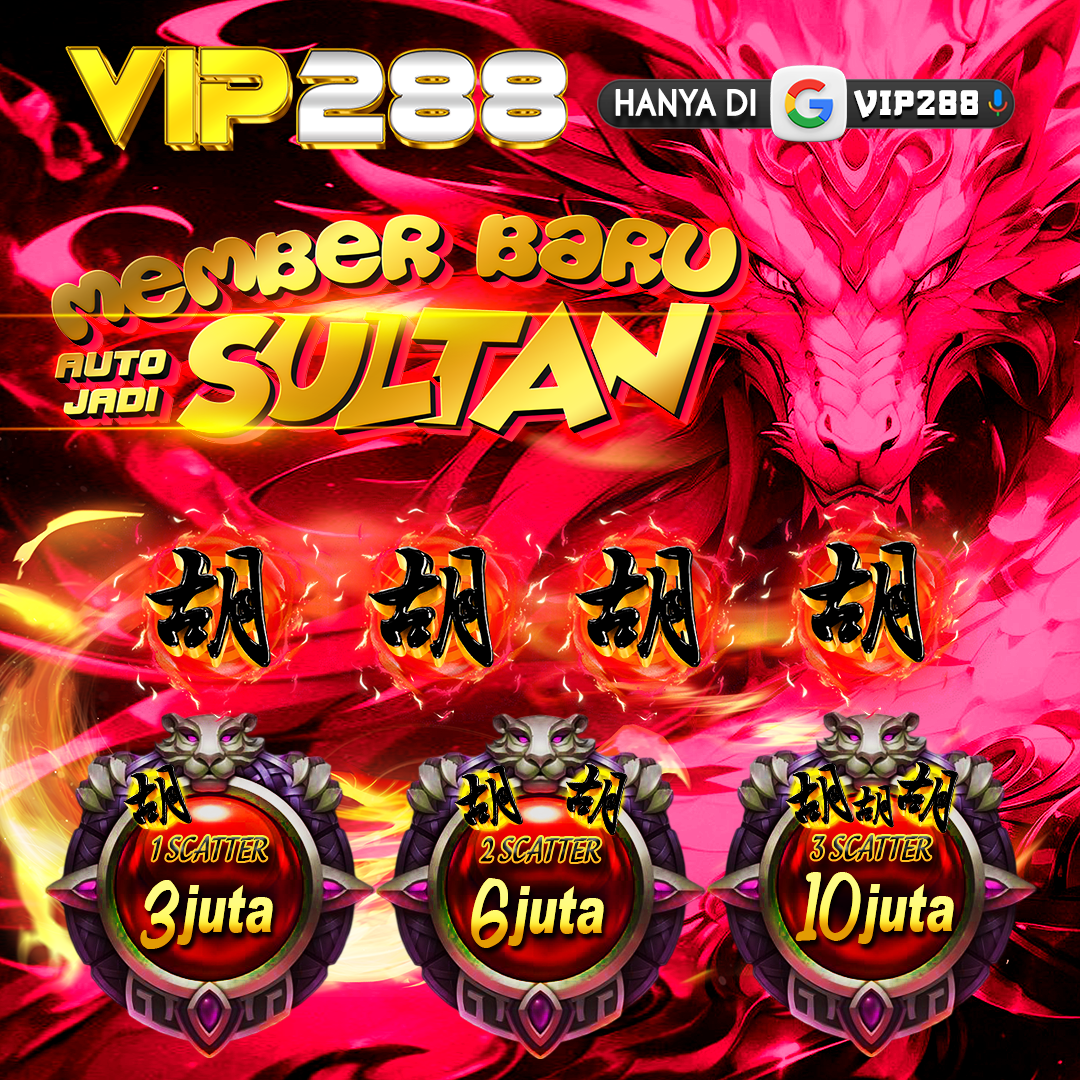 VIP288
HANYA DI G VIP288
MEMBER BARU
AUTO JADI SULTAN
胡 胡 胡 胡
胡 胡 胡 胡 胡 胡
1 SCATTER 2 SCATTER 3 SCATTER
3juta 6juta 10juta